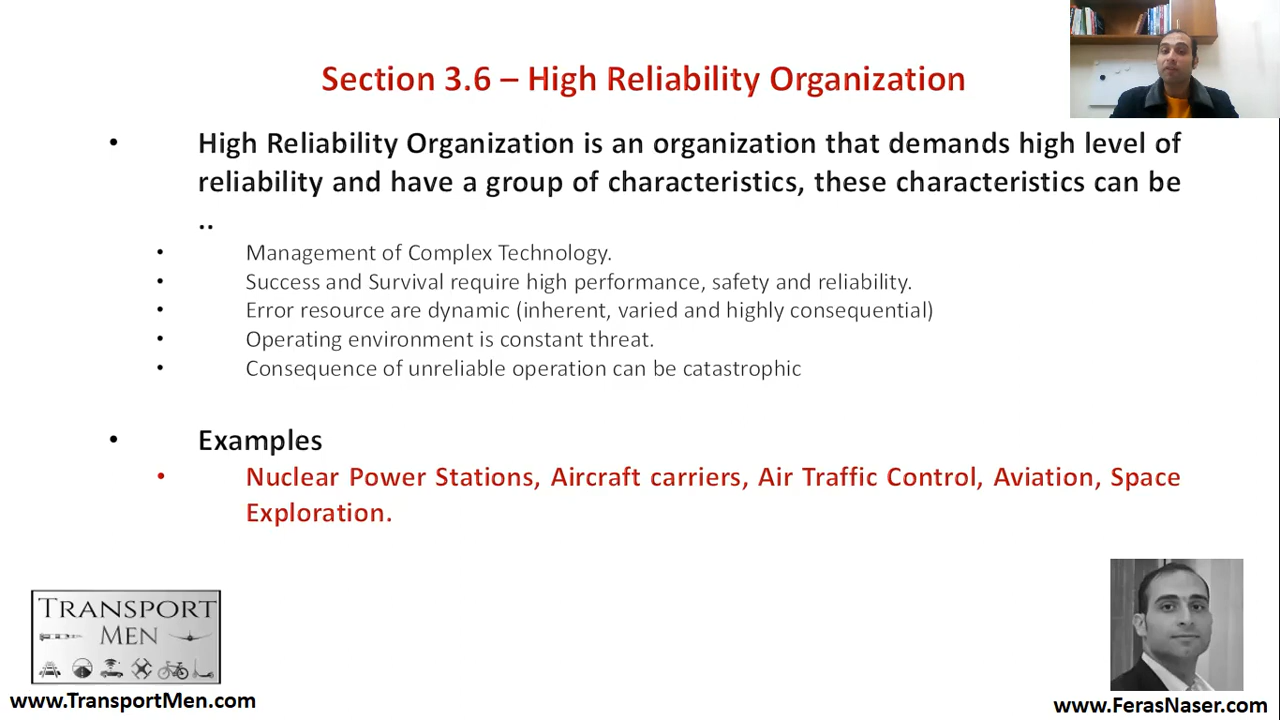 Section 3.6 – High Reliability Organization
• High Reliability Organization is an organization that demands high level of
reliability and have a group of characteristics, these characteristics can be
..
• Management of Complex Technology.
• Success and Survival require high performance, safety and reliability.
• Error resource are dynamic (inherent, varied and highly consequential)
• Operating environment is constant threat.
• Consequence of unreliable operation can be catastrophic
• Examples
• Nuclear Power Stations, Aircraft carriers, Air Traffic Control, Aviation, Space
Exploration.
TRANSPORT
MEN
www.TransportMen.com
www.FerasNaser.com